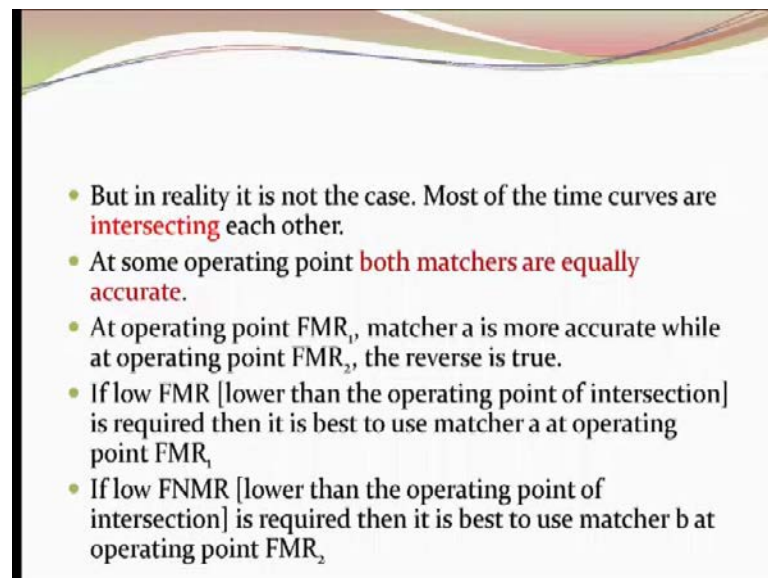 • But in reality it is not the case. Most of the time curves are
intersecting each other.
• At some operating point both matchers are equally
accurate.
• At operating point FMR₁, matcher a is more accurate while
at operating point FMR₂, the reverse is true.
• If low FMR [lower than the operating point of intersection]
is required then it is best to use matcher a at operating
point FMR₁
• If low FNMR [lower than the operating point of
intersection] is required then it is best to use matcher b at
operating point FMR₂